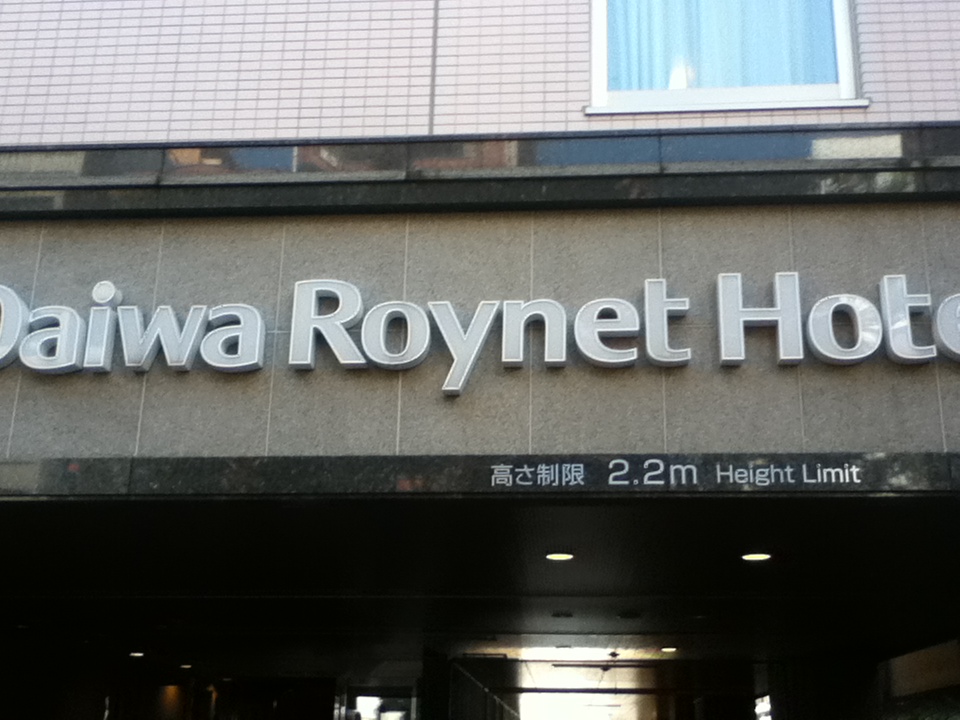 Daiwa Roynet Hote
高さ制限 2.2m Height Limit